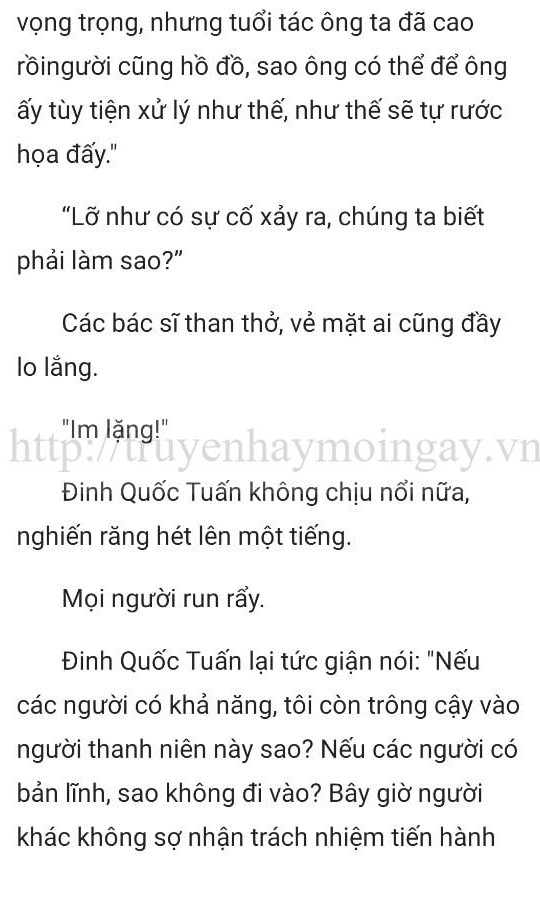 vọng trọng, nhưng tuổi tác ông ta đã cao
rồingười cũng hồ đồ, sao ông có thể để ông
ấy tùy tiện xử lý như thế, như thế sẽ tự rước
họa đấy."
“Lỡ như có sự cố xảy ra, chúng ta biết
phải làm sao?”
Các bác sĩ than thở, vẻ mặt ai cũng đầy
lo lắng.
"Im lặng!"
http://truyenhaymoingay.vn
Đinh Quốc Tuấn không chịu nổi nữa,
nghiến răng hét lên một tiếng.
Mọi người run rẩy.
Đinh Quốc Tuấn lại tức giận nói: "Nếu
các người có khả năng, tôi còn trông cậy vào
người thanh niên này sao? Nếu các người có
bản lĩnh, sao không đi vào? Bây giờ người
khác không sợ nhận trách nhiệm tiến hành